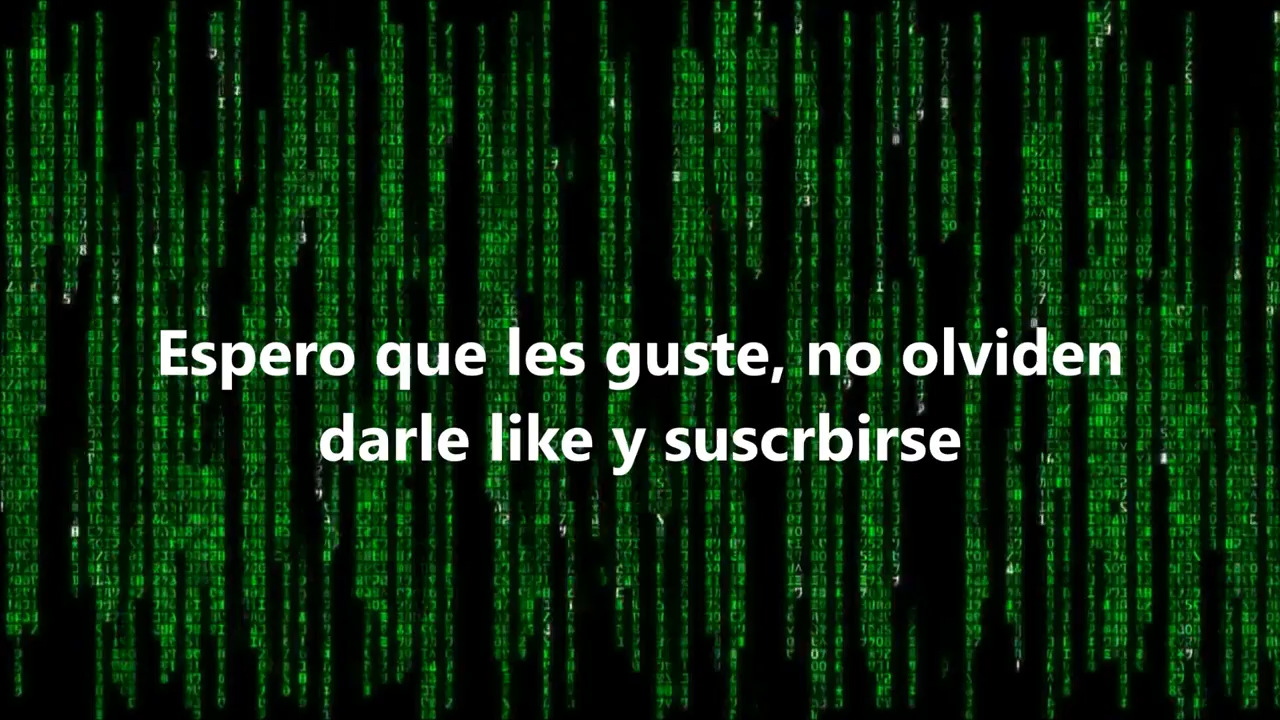 Espero que les guste, no olviden
darle like y suscrbirse